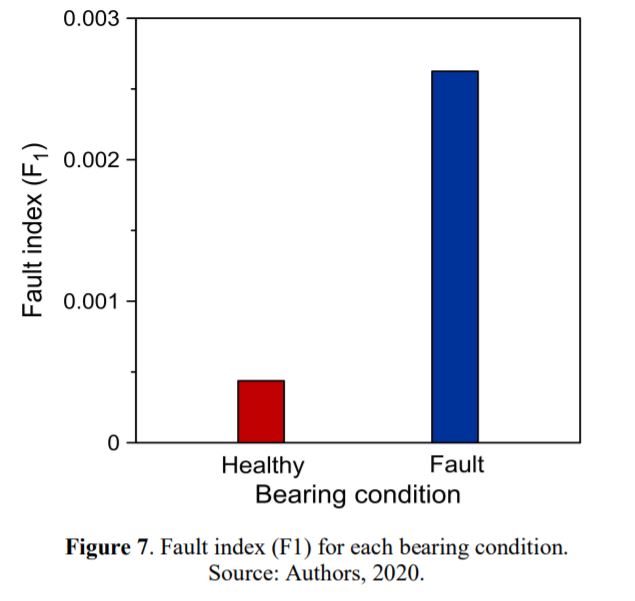 0.003
0.002
0.001
0
Fault index (F₁)
Healthy
Fault
Bearing condition
Figure 7. Fault index (F1) for each bearing condition.
Source: Authors, 2020.